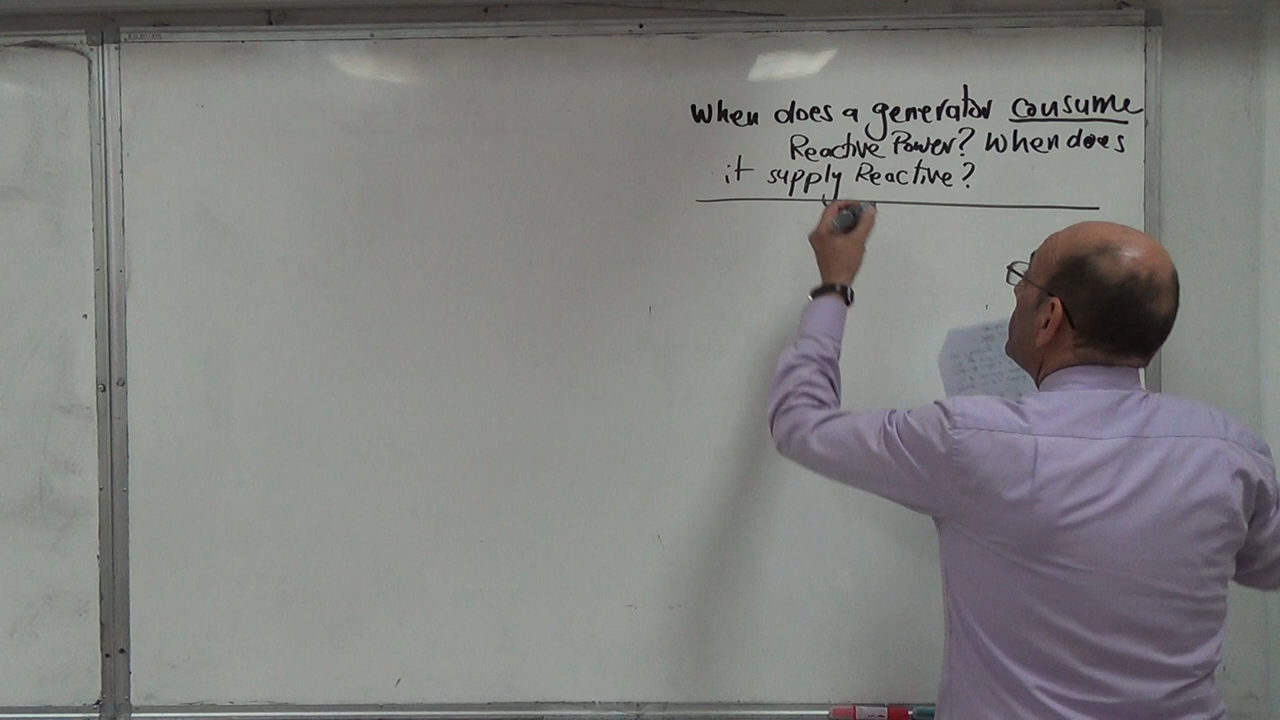 When does a generator consume
Reactive Power? When does
it supply Reactive?